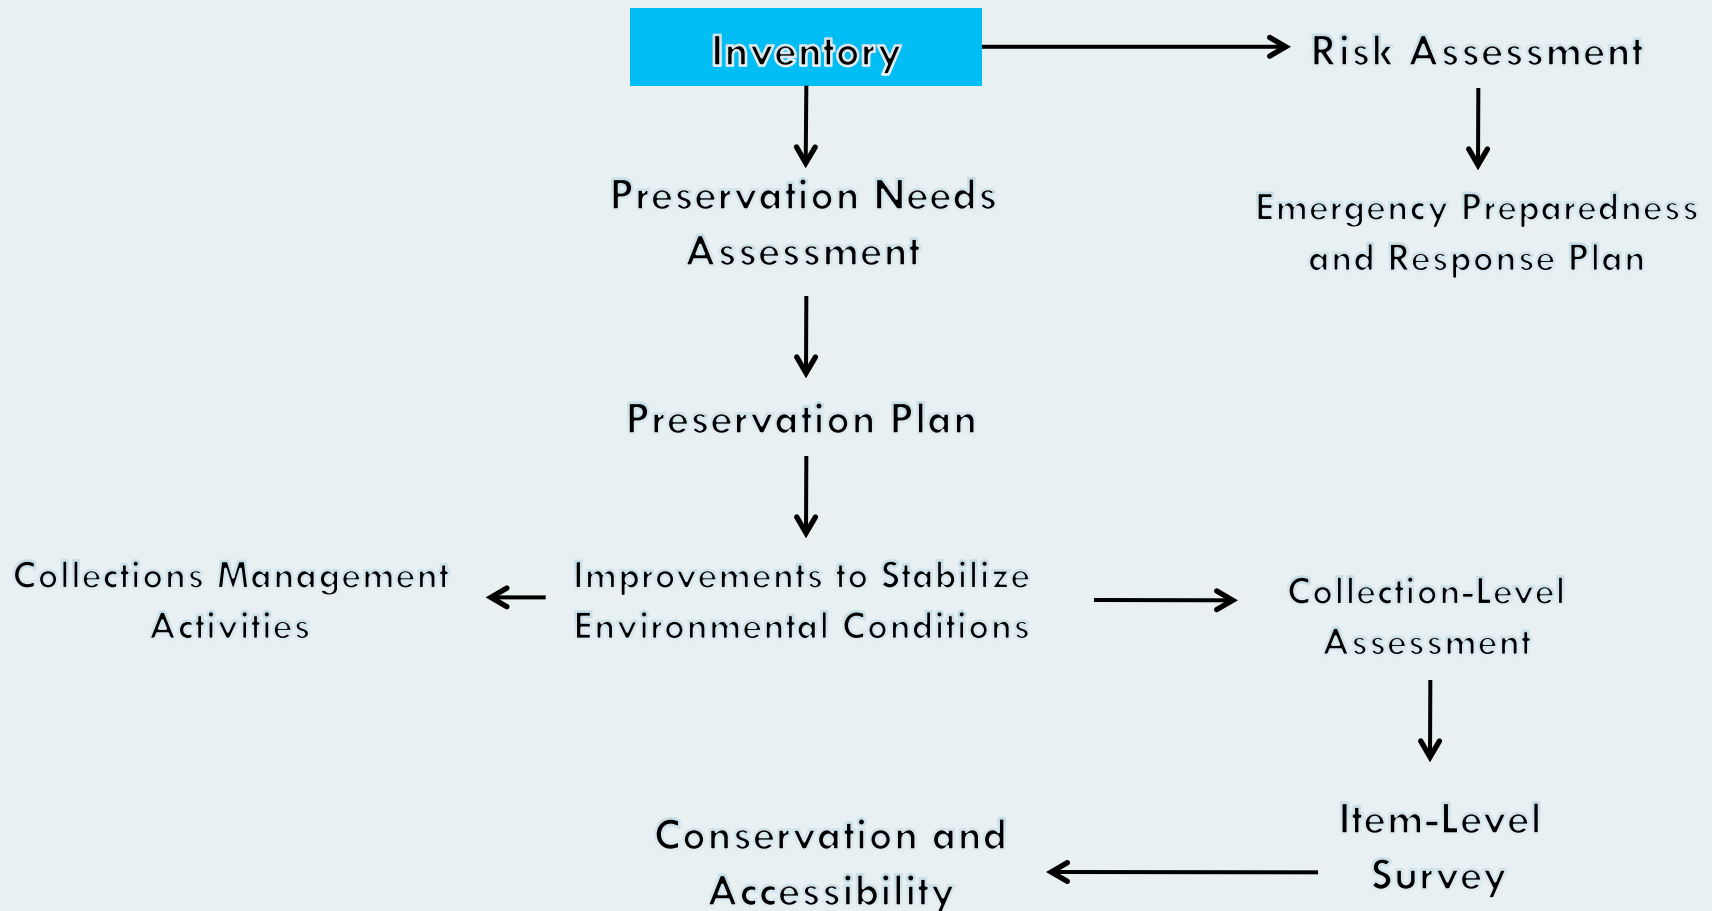 Inventory
Risk Assessment
Preservation Needs
Assessment
Emergency Preparedness
and Response Plan
Preservation Plan
Collections Management
Activities
Improvements to Stabilize
Environmental Conditions
Collection-Level
Assessment
Item-Level
Survey
Conservation and
Accessibility